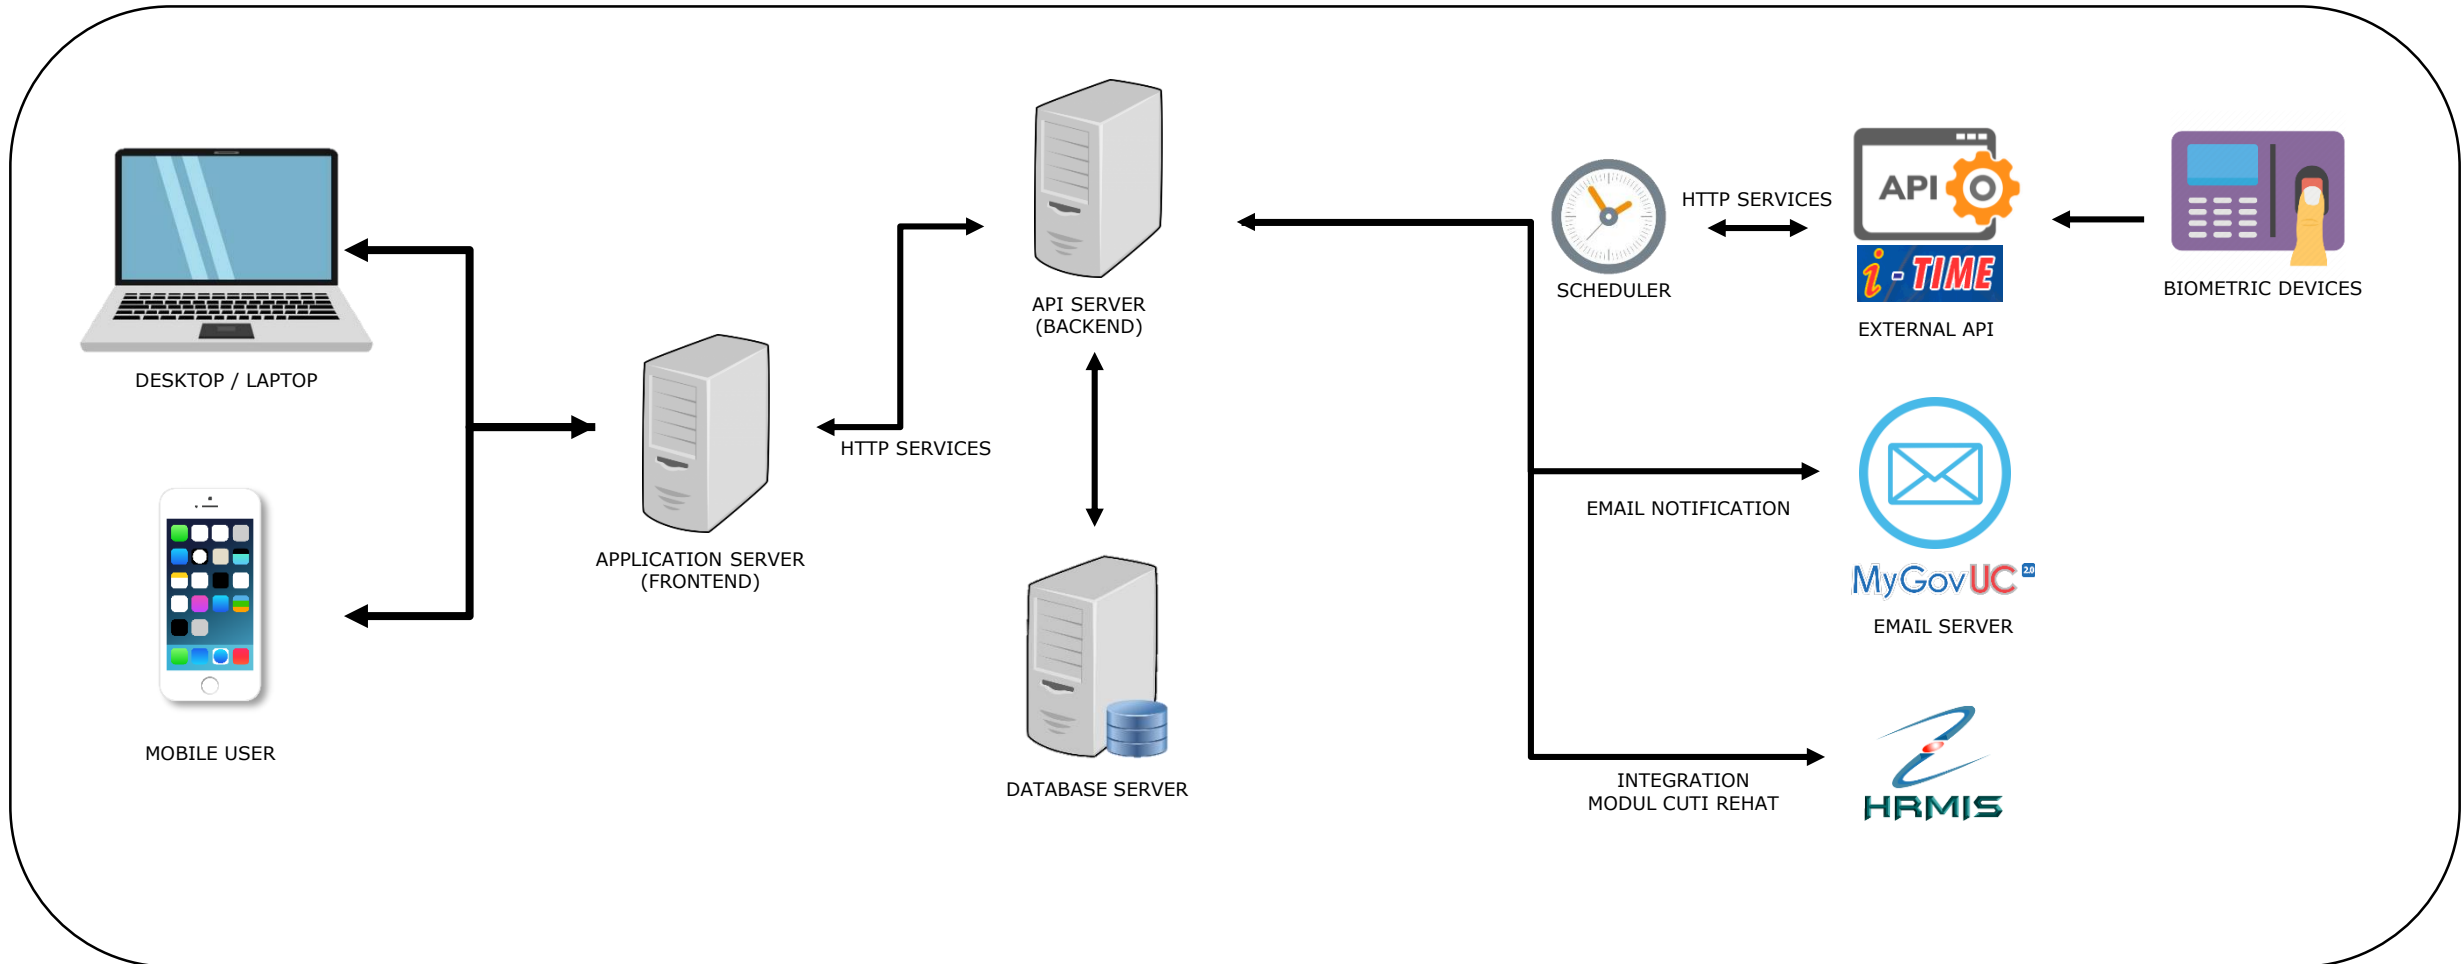 DESKTOP / LAPTOP
MOBILE USER
APPLICATION SERVER
(FRONTEND)
HTTP SERVICES
API SERVER
(BACKEND)
DATABASE SERVER
SCHEDULER
HTTP SERVICES
API
i - TIME
EXTERNAL API
BIOMETRIC DEVICES
EMAIL NOTIFICATION
MyGovUC 2.0
EMAIL SERVER
INTEGRATION
MODUL CUTI REHAT
HRMIS